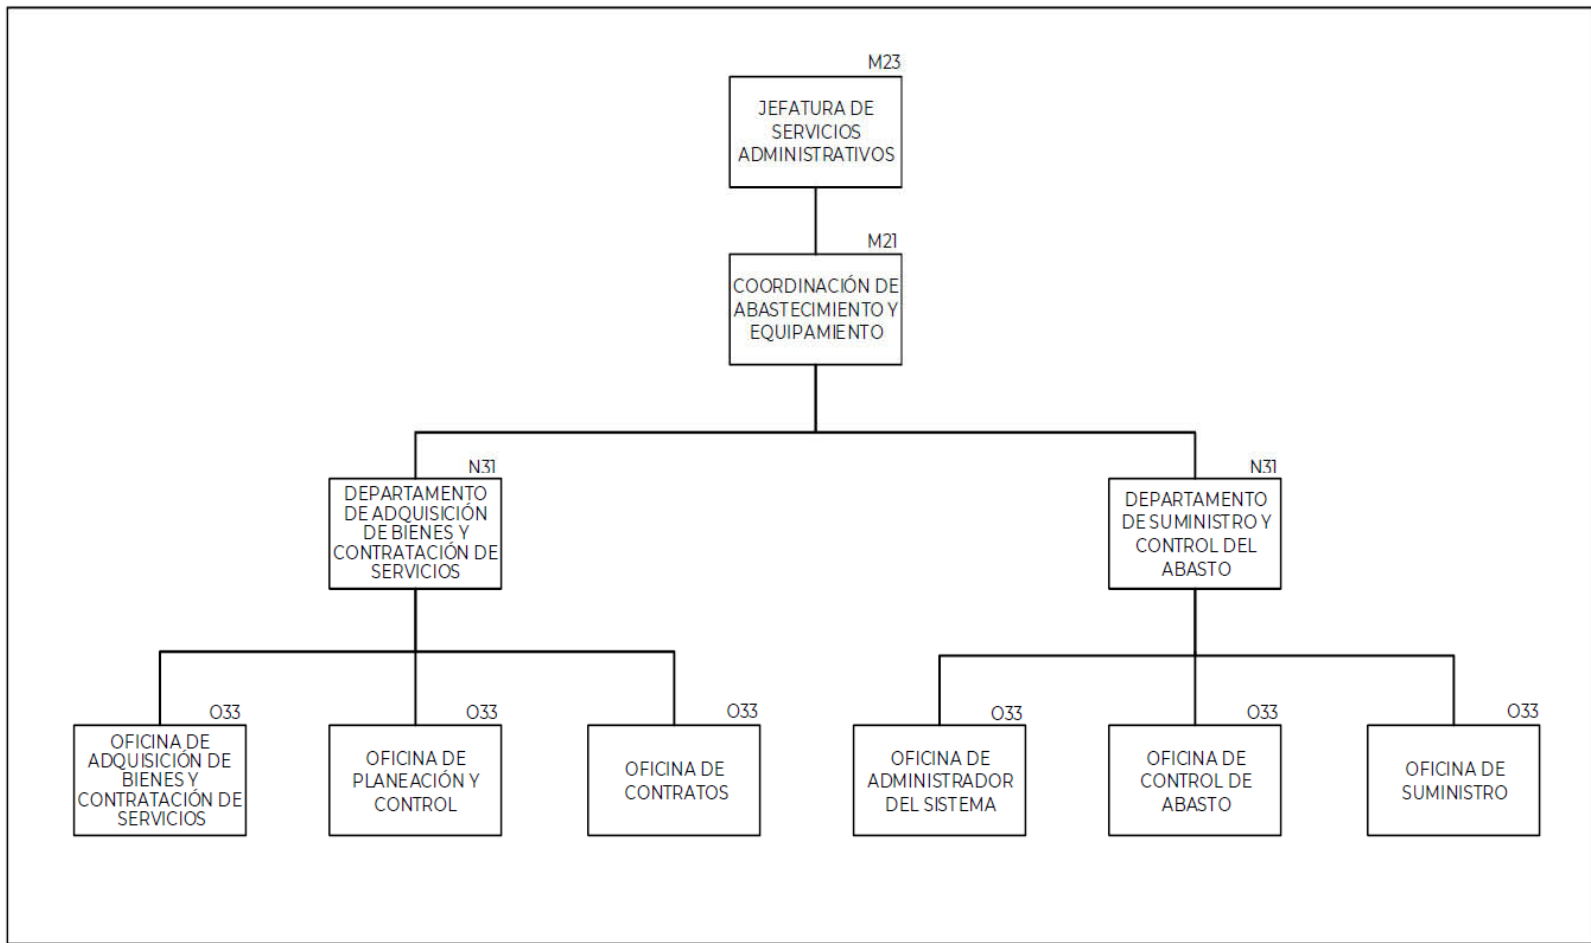 M23
JEFATURA DE
SERVICIOS
ADMINISTRATIVOS
M21
COORDINACIÓN DE
ABASTECIMIENTO Y
EQUIPAMIENTO
N31
DEPARTAMENTO
DE ADQUISICIÓN
DE BIENES Y
CONTRATACIÓN DE
SERVICIOS
N31
DEPARTAMENTO
DE SUMINISTRO Y
CONTROL DEL
ABASTO
O33
OFICINA DE
ADQUISICIÓN DE
BIENES Y
CONTRATACIÓN DE
SERVICIOS
O33
OFICINA DE
PLANEACIÓN Y
CONTROL
O33
OFICINA DE
CONTRATOS
O33
OFICINA DE
ADMINISTRADOR
DEL SISTEMA
O33
OFICINA DE
CONTROL DE
ABASTO
O33
OFICINA DE
SUMINISTRO